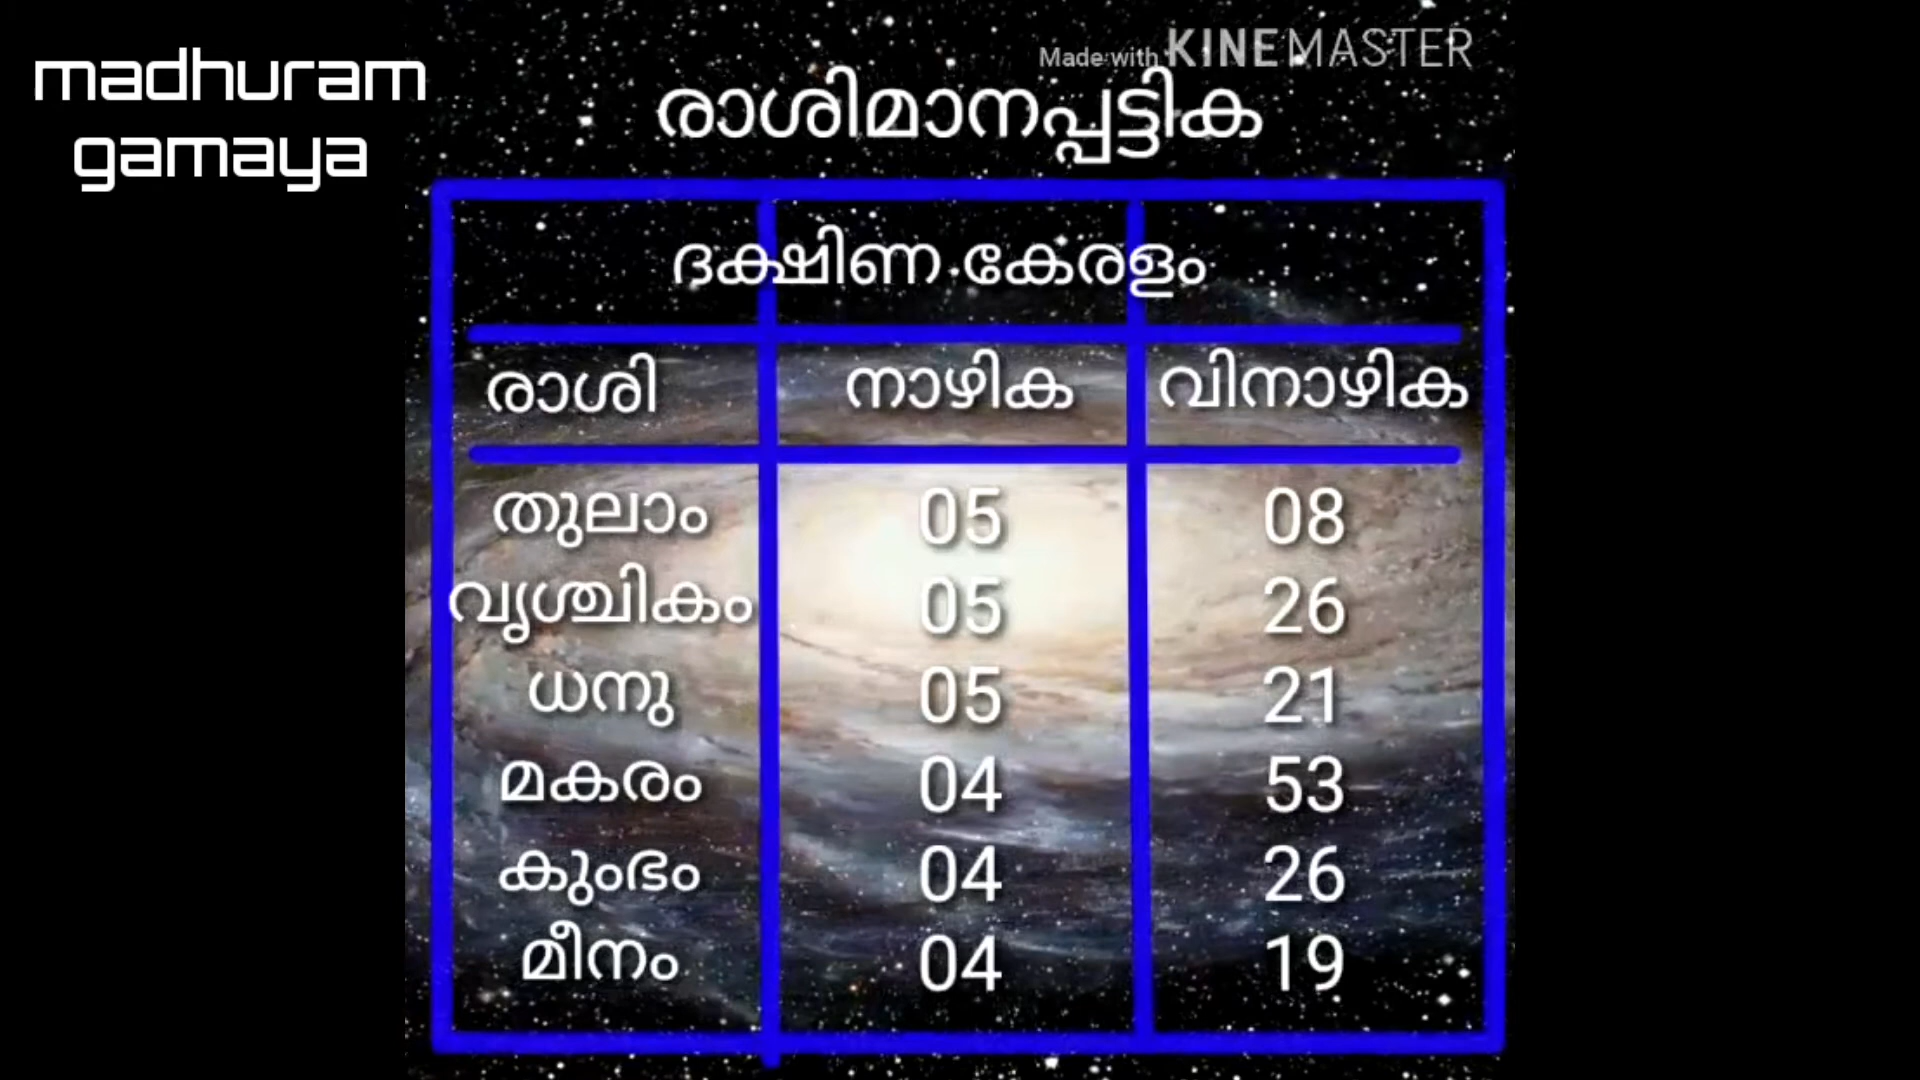 madhuram
gamaya
Made with KINEMASTER
രാശിമാനപ്പട്ടിക
ദക്ഷിണ കേരളം
രാശി നാഴിക വിനാഴിക
തുലാം 05 08
വൃശ്ചികം 05 26
ധനു 05 21
മകരം 04 53
കുംഭം 04 26
മീനം 04 19